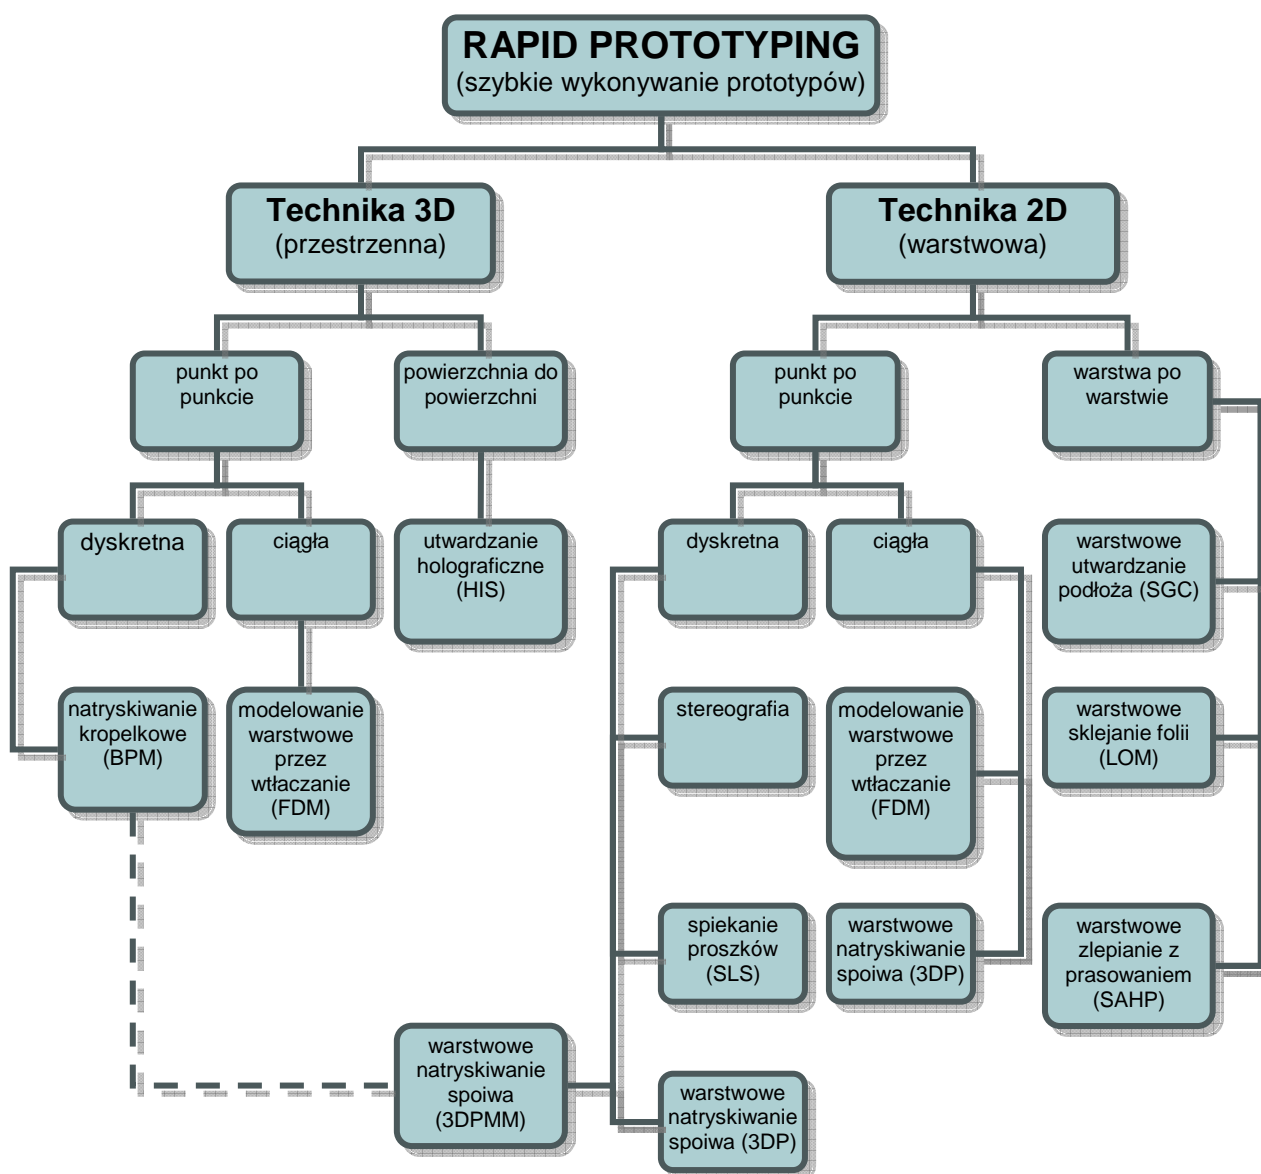 RAPID PROTOTYPING
(szybkie wykonywanie prototypów)
Technika 3D
(przestrzenna)
Technika 2D
(warstwowa)
punkt po
punkcie
powierzchnia do
powierzchni
punkt po
punkcie
warstwa po
warstwie
dyskretna
ciągła
utwardzanie
holograficzne
(HIS)
dyskretna
ciągła
warstwowe
utwardzanie
podłoża (SGC)
natryskiwanie
kropelkowe
(BPM)
modelowanie
warstwowe
przez
wtłaczanie
(FDM)
stereografia
modelowanie
warstwowe
przez
wtłaczanie
(FDM)
warstwowe
sklejanie folii
(LOM)
spiekanie
proszków
(SLS)
warstwowe
natryskiwanie
spoiwa (3DP)
warstwowe
zlepianie z
prasowaniem
(SAHP)
warstwowe
natryskiwanie
spoiwa
(3DPMM)
warstwowe
natryskiwanie
spoiwa (3DP)